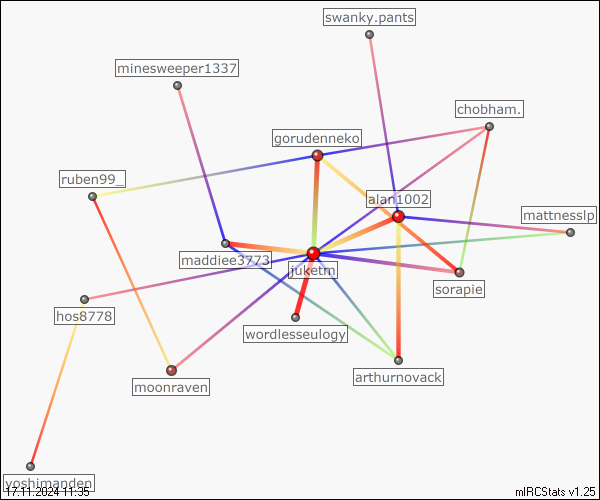 swanky.pants
minesweeper1337
chobham.
gorudenneko
ruben99_
alan1002
mattnesslp
maddiee3773
juketm
sorapie
hos8778
wordlesseulogy
arthurnovack
moonraven
yoshimanden
17.11.2024 11:35
mIRCStats v1.25